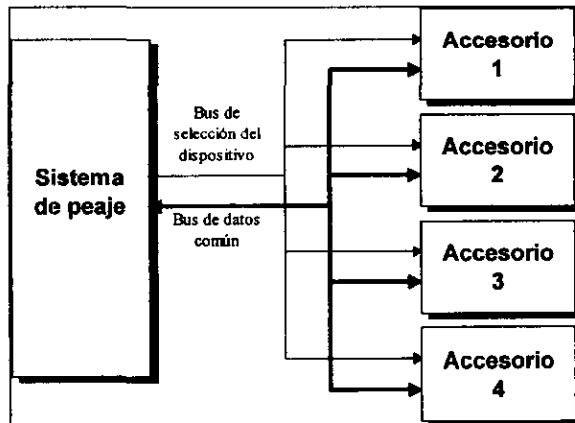 Sistema
de peaje
Bus de
selección del
dispositivo
Bus de datos
común
Accesorio
1
Accesorio
2
Accesorio
3
Accesorio
4